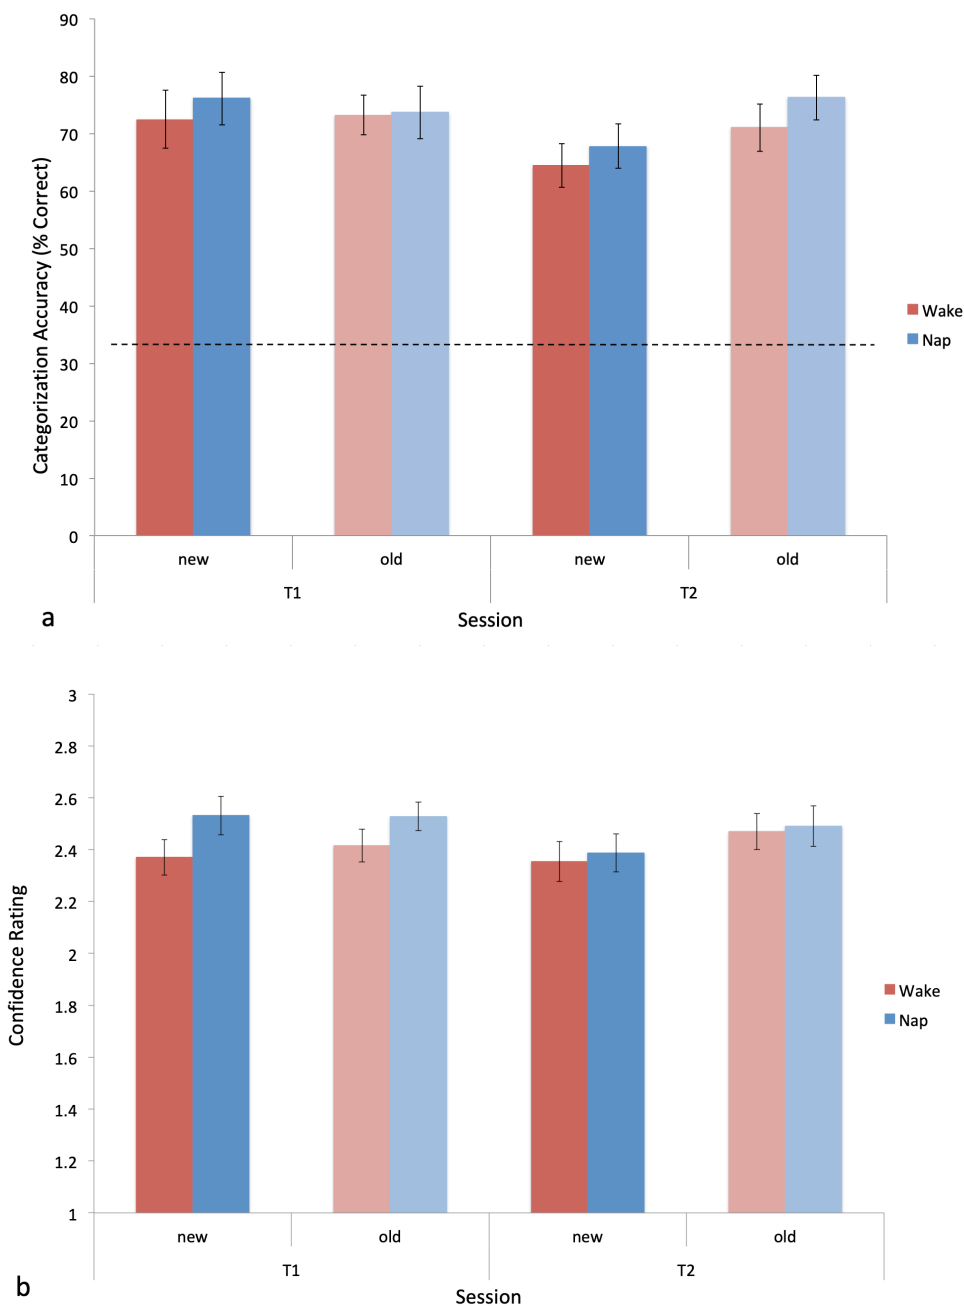 90
80
70
60
50
40
30
20
10
0
Categorization Accuracy (% Correct)
new old new old
T1 T2
Session
a
Wake
Nap
3
2.8
2.6
2.4
2.2
2
1.8
1.6
1.4
1.2
1
Confidence Rating
new old new old
T1 T2
Session
b
Wake
Nap